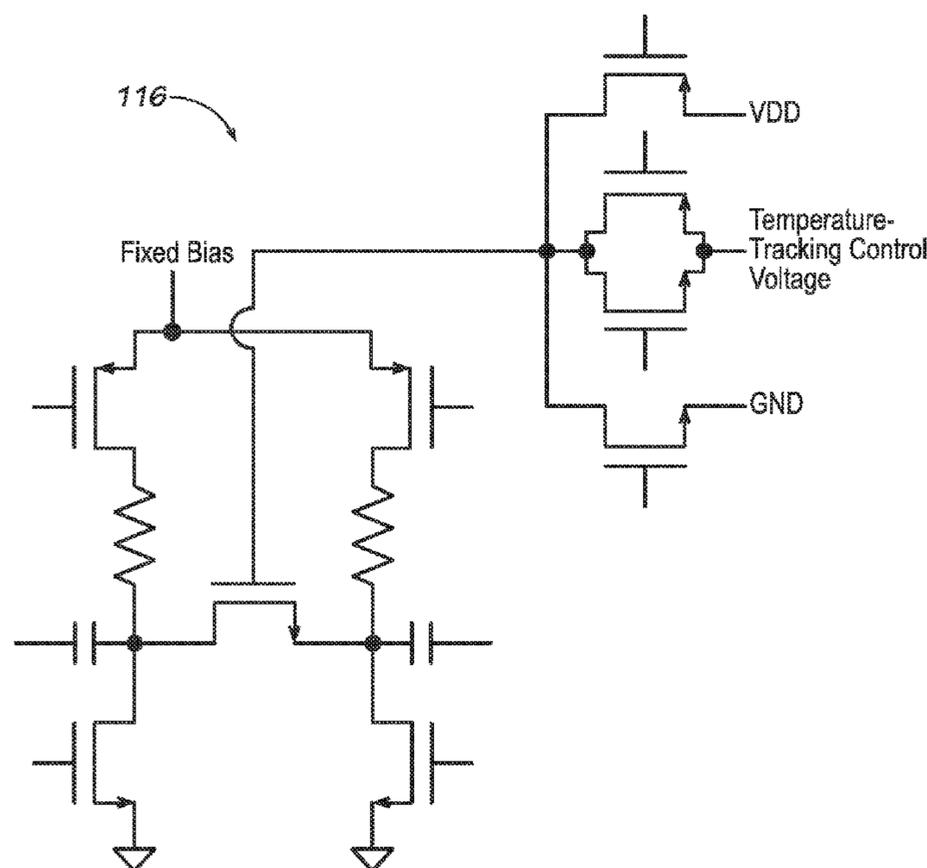 116
VDD
Temperature-
Tracking Control
Voltage
Fixed Bias
GND